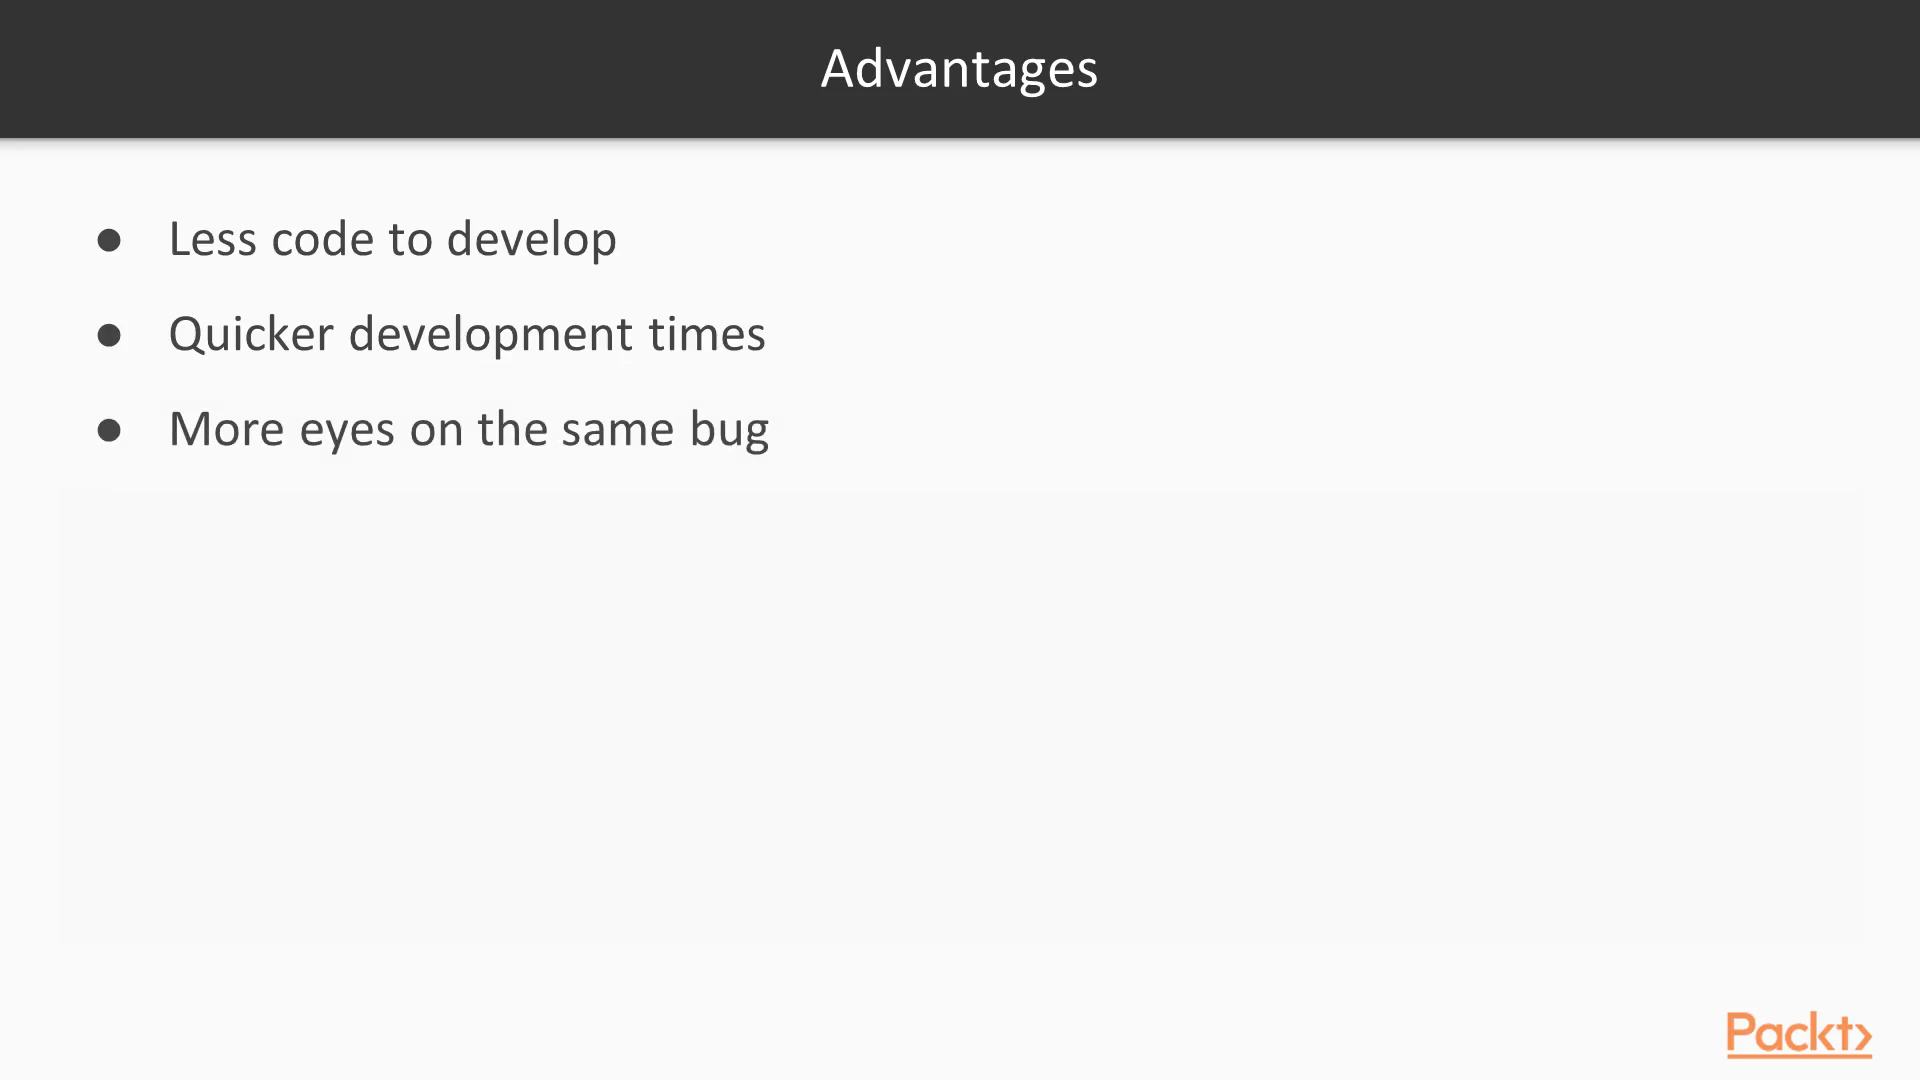 Advantages
● Less code to develop
● Quicker development times
● More eyes on the same bug
Packt>